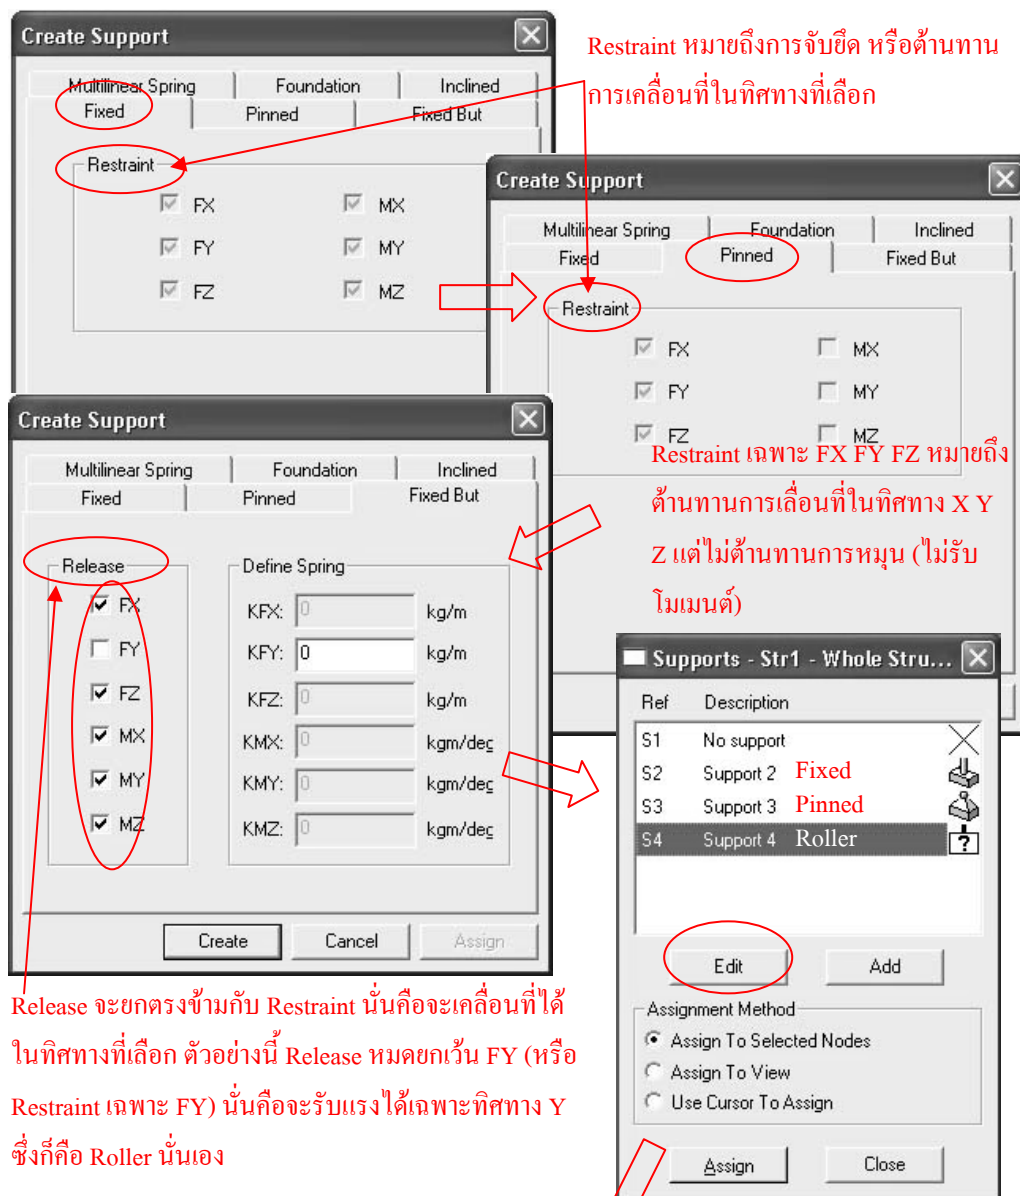 Create Support
Multilinear Spring Foundation Inclined
Fixed Pinned Fixed But
Restraint
FX MX
FY MY
FZ MZ
Restraint หมายถึงการจับยึด หรือต้านทาน
การเคลื่อนที่ในทิศทางที่เลือก
Create Support
Multilinear Spring Foundation Inclined
Fixed Pinned Fixed But
Restraint
FX MX
FY MY
FZ MZ
Restraint เฉพาะ FX FY FZ หมายถึง
ต้านทานการเลื่อนที่ในทิศทาง X Y
Z แต่ไม่ต้านทานการหมุน (ไม่รับ
โมเมนต์)
Create Support
Multilinear Spring Foundation Inclined
Fixed Pinned Fixed But
Release Define Spring
FX KFX: 0 kg/m
FY KFY: 0 kg/m
FZ KFZ: 0 kg/m
MX KMX: 0 kgm/deg
MY KMY: 0 kgm/deg
MZ KMZ: 0 kgm/deg
Create Cancel Assign
Release จะยกตรงข้ามกับ Restraint นั่นคือจะเคลื่อนที่ได้
ในทิศทางที่เลือก ตัวอย่างนี้ Release หมดยกเว้น FY (หรือ
Restraint เฉพาะ FY) นั่นคือจะรับแรงได้เฉพาะทิศทาง Y
ซึ่งก็คือ Roller นั่นเอง
Supports - Str1 - Whole Stru...
Ref Description
S1 No support
S2 Support 2 Fixed
S3 Support 3 Pinned
S4 Support 4 Roller
?
Edit Add
Assignment Method
Assign To Selected Nodes
Assign To View
Use Cursor To Assign
Assign Close